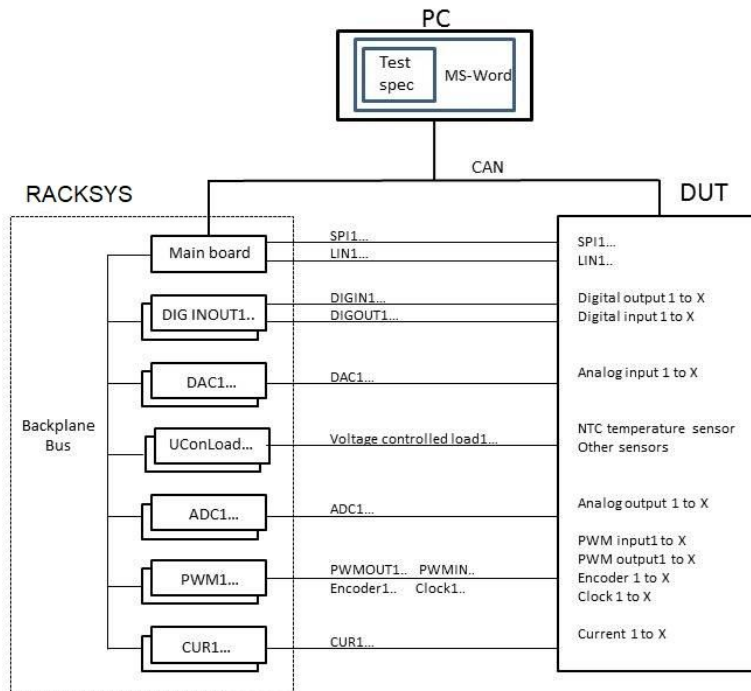 PC
Test
spec
MS-Word
CAN
RACKSYS
DUT
Main board
SPI1...
LIN1...
SPI1...
LIN1..
DIG INOUT1..
DIGIN1...
DIGOUT1...
Digital output 1 to X
Digital input 1 to X
DAC1...
DAC1...
Analog input 1 to X
Backplane
Bus
UConLoad...
Voltage controlled load1...
NTC temperature sensor
Other sensors
ADC1...
ADC1...
Analog output 1 to X
PWM1...
PWMOUT1.. PWMIN..
Encoder1.. Clock1..
PWM input1 to X
PWM output1 to X
Encoder 1 to X
Clock 1 to X
CUR1...
CUR1...
Current 1 to X